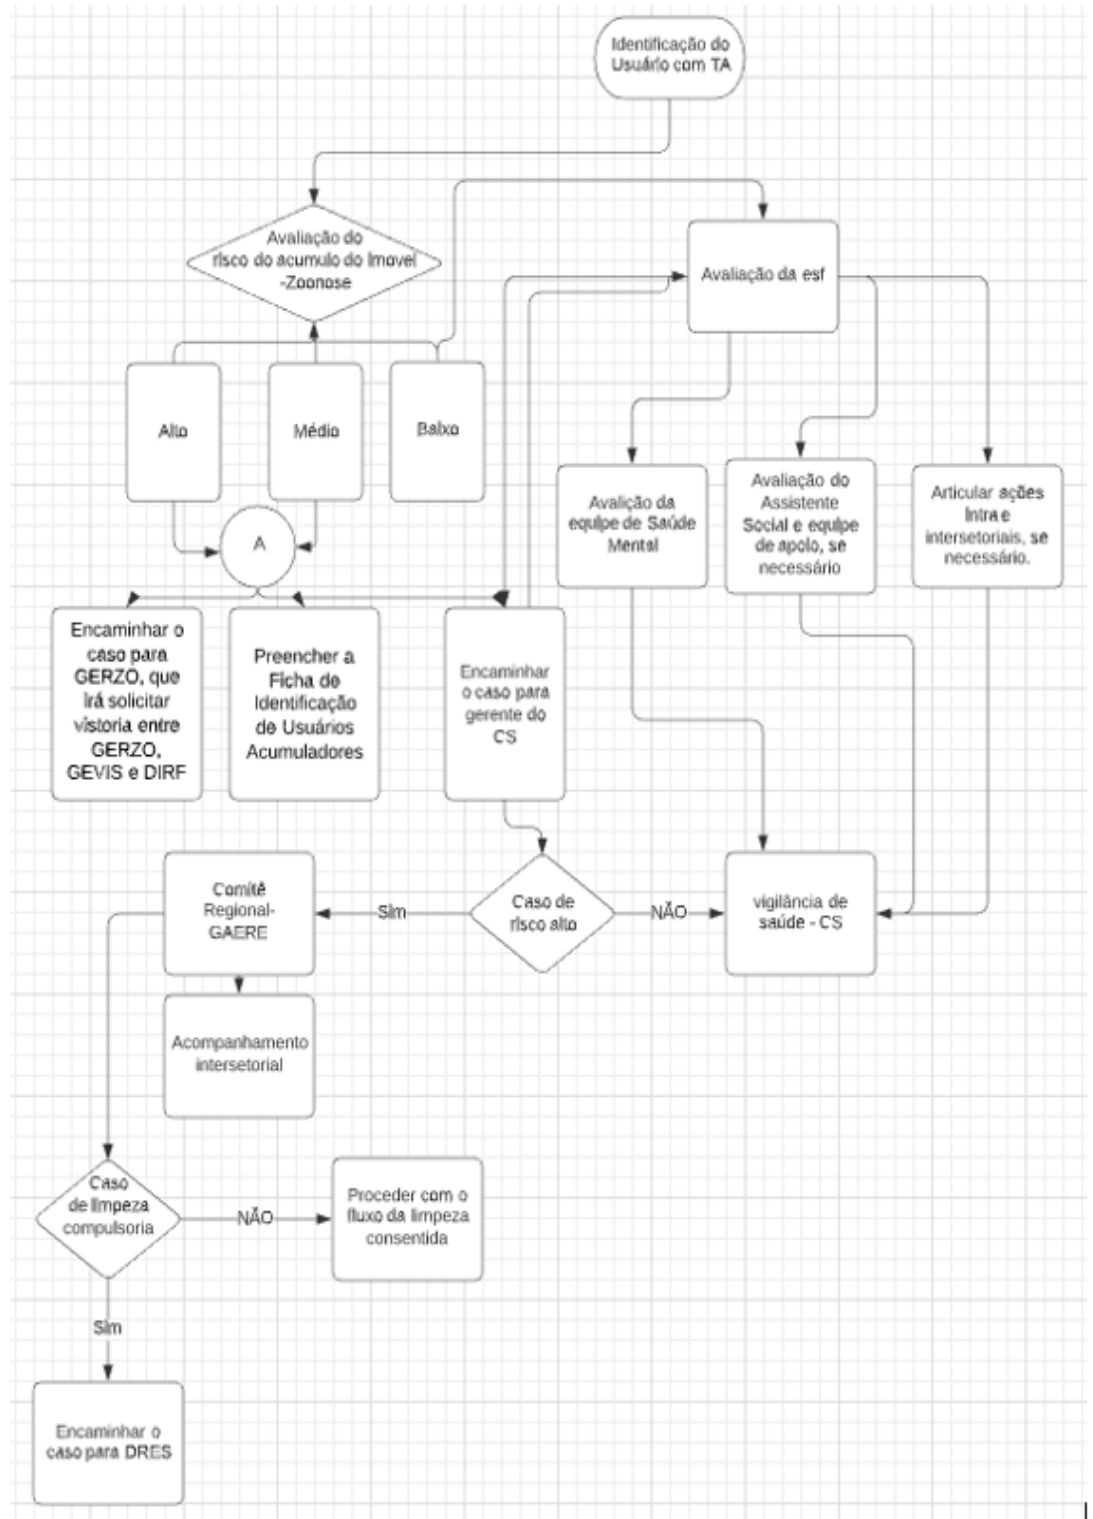 Identificação do
Usuário com TA
Avaliação do
risco do acumulo do Imovel
-Zoonose
Avaliação da esf
Alto
Médio
Baixo
A
Avalição da
equipe de Saúde
Mental
Avaliação do
Assistente
Social e equipe
de apoio, se
necessário
Articular ações
Intra e
intersetoriais, se
necessário.
Encaminhar o
caso para
GERZO, que
irá solicitar
vistoria entre
GERZO,
GEVIS e DIRF
Preencher a
Ficha de
Identificação
de Usuários
Acumuladores
Encaminhar
o caso para
gerente do
CS
Comitê
Regional-
GAERE
Sim
Caso de
risco alto
NÃO
vigilância de
saúde - CS
Acompanhamento
intersetorial
Caso
de limpeza
compulsoria
NÃO
Proceder com o
fluxo da limpeza
consentida
Sim
Encaminhar o
caso para DRES